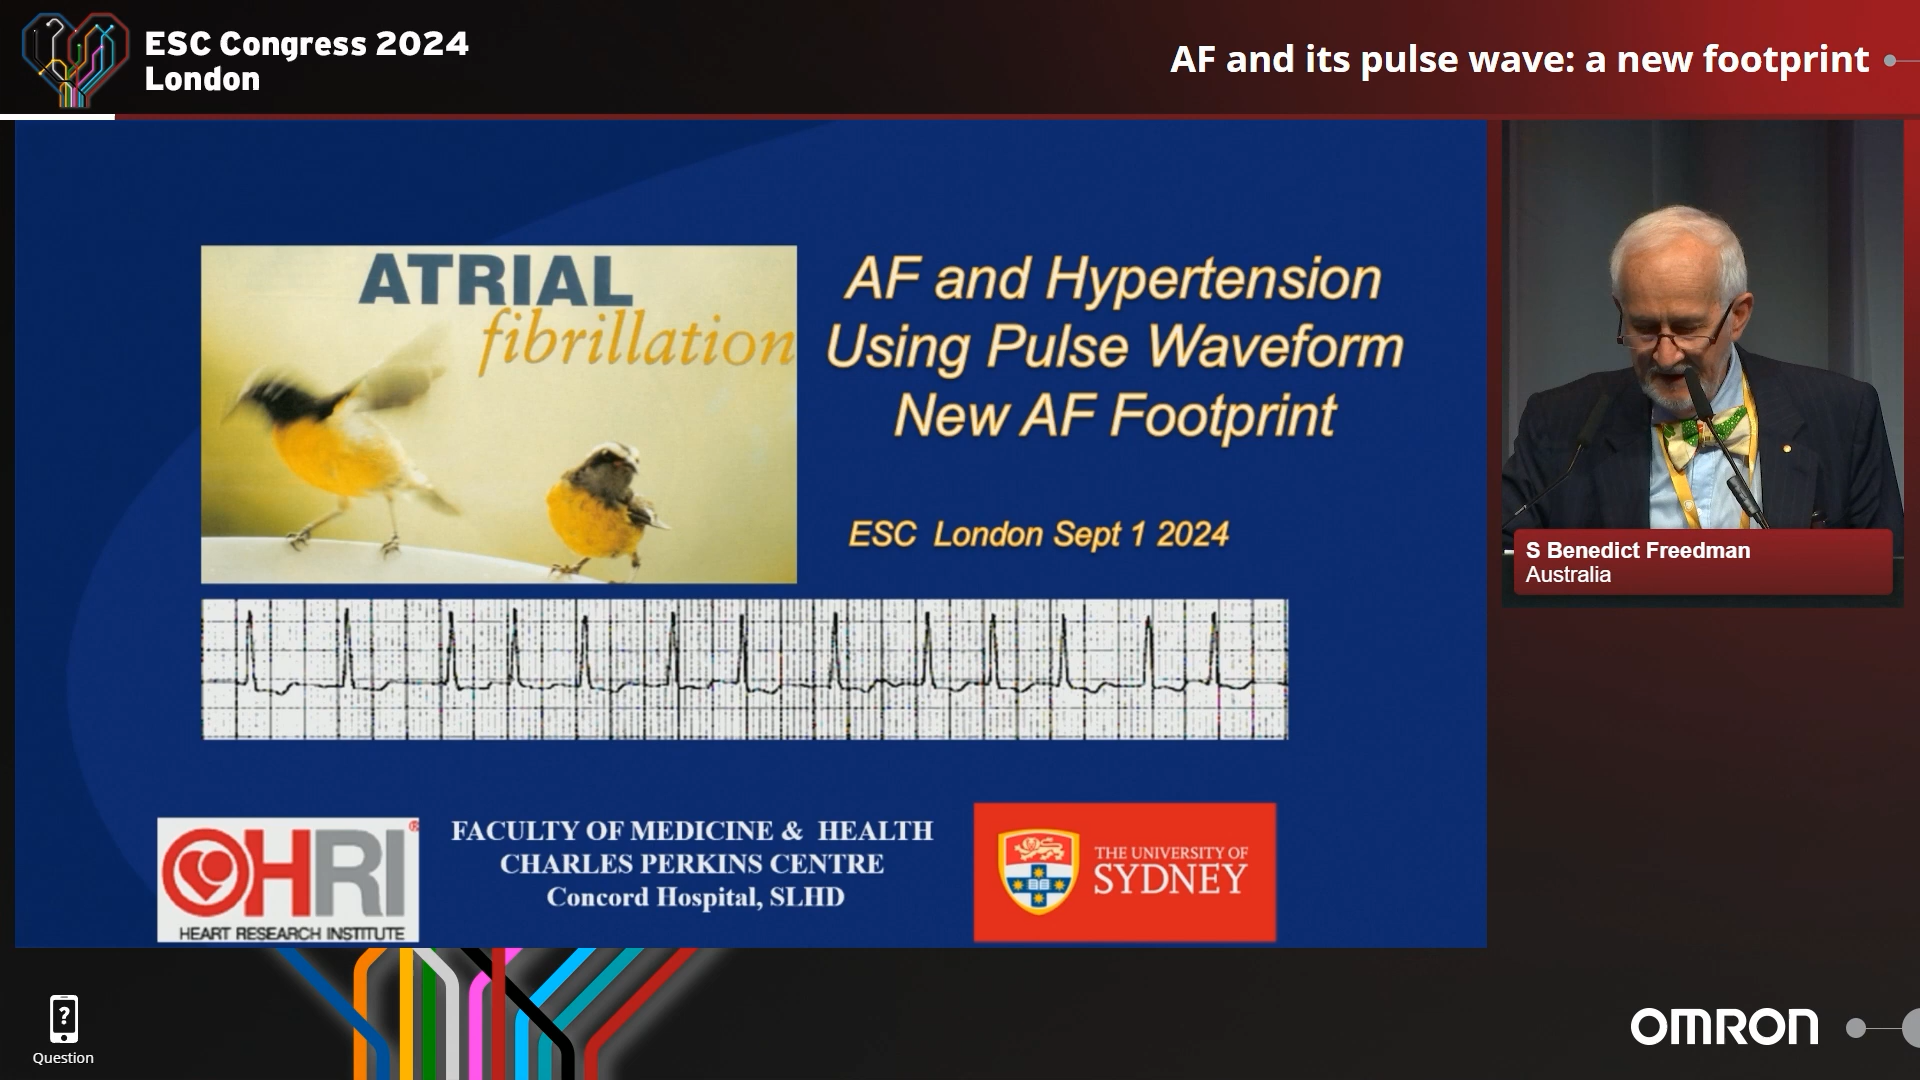 ESC Congress 2024
London
AF and its pulse wave: a new footprint
ATRIAL
fibrillation
AF and Hypertension
Using Pulse Waveform
New AF Footprint
ESC London Sept 1 2024
S Benedict Freedman
Australia
HRI®
HEART RESEARCH INSTITUTE
FACULTY OF MEDICINE & HEALTH
CHARLES PERKINS CENTRE
Concord Hospital, SLHD
THE UNIVERSITY OF
SYDNEY
?
Question
OMRON